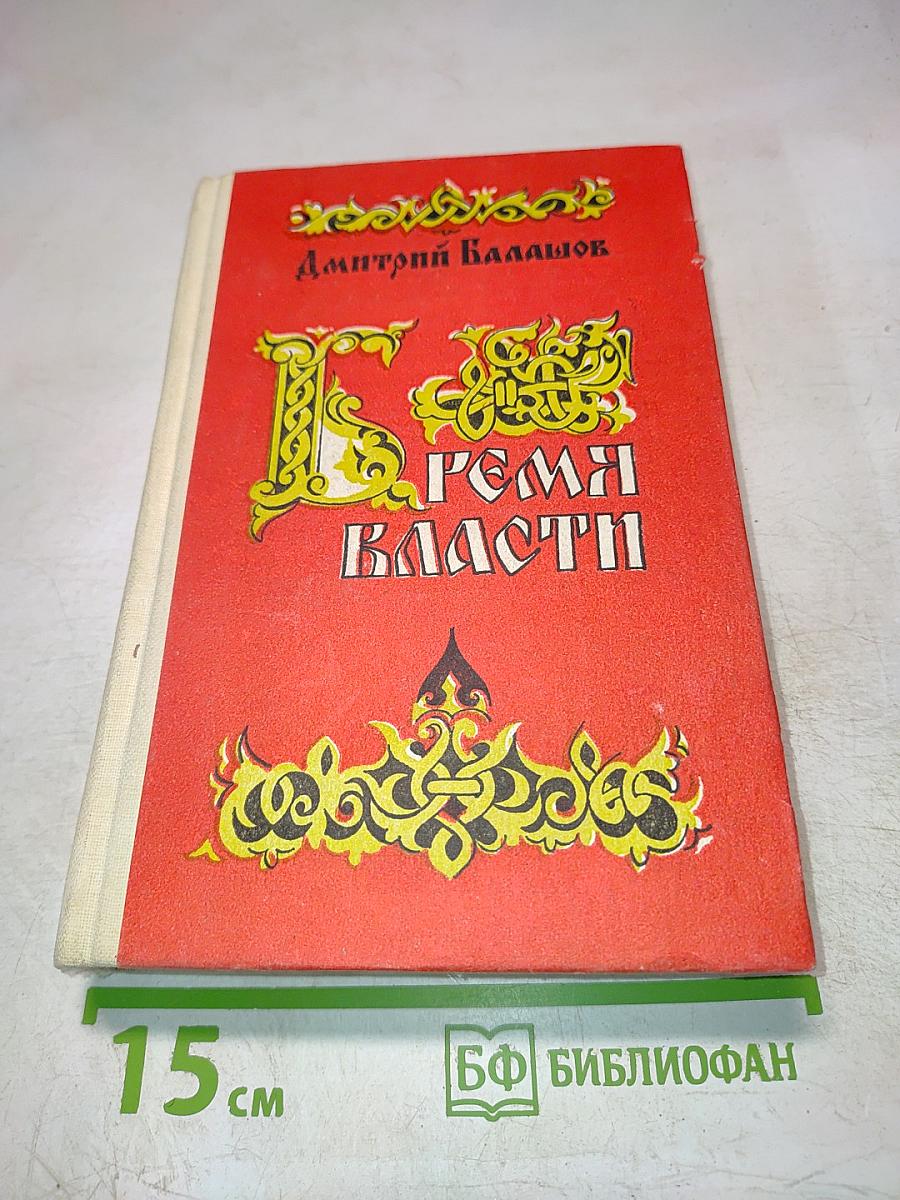 Дмитрий Балашов
Бремя
власти
15 см
БФ БИБЛИОФАН